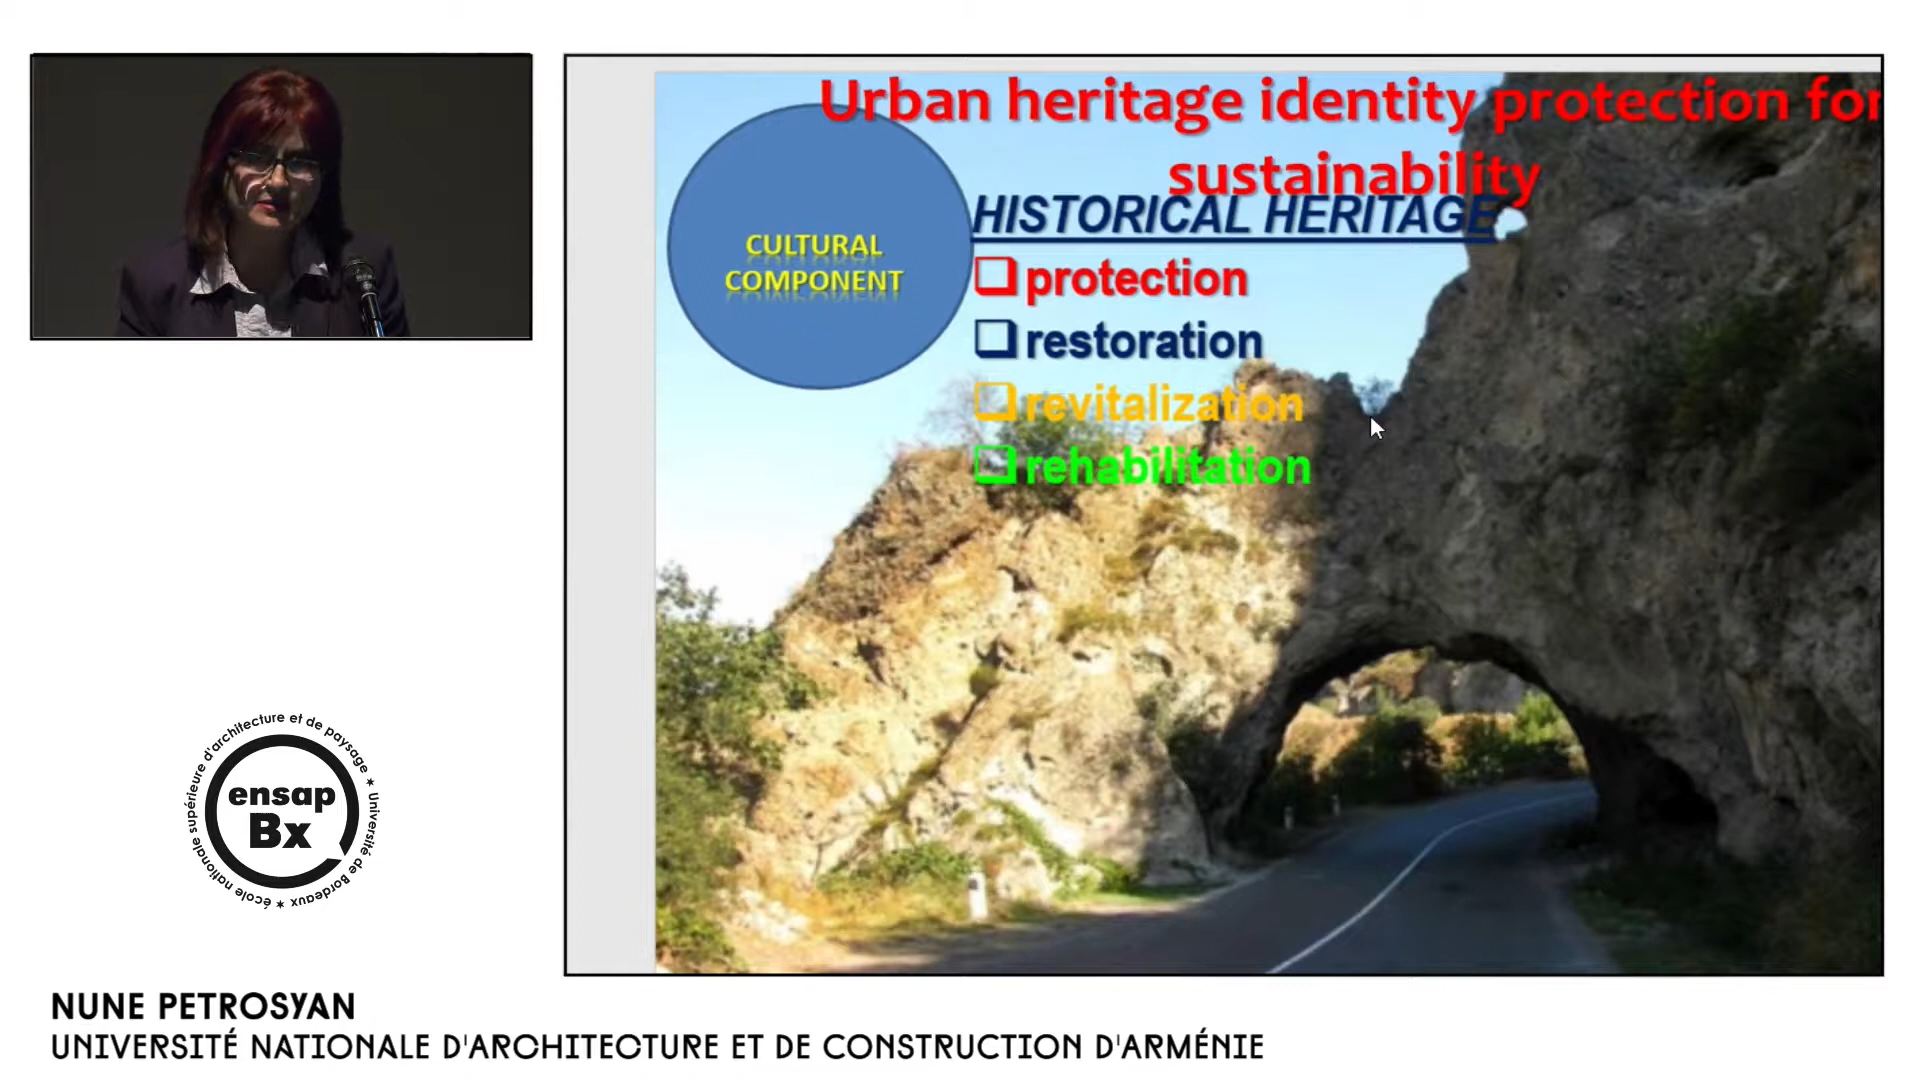 Urban heritage identity protection for
sustainability
CULTURAL
COMPONENT
HISTORICAL HERITAGE
❑protection
❑restoration
❑revitalization
❑rehabilitation
école nationale supérieure d'architecture et de paysage ★ Université de Bordeaux ★
ensap
Bx
NUNE PETROSYAN
UNIVERSITÉ NATIONALE D'ARCHITECTURE ET DE CONSTRUCTION D'ARMÉNIE